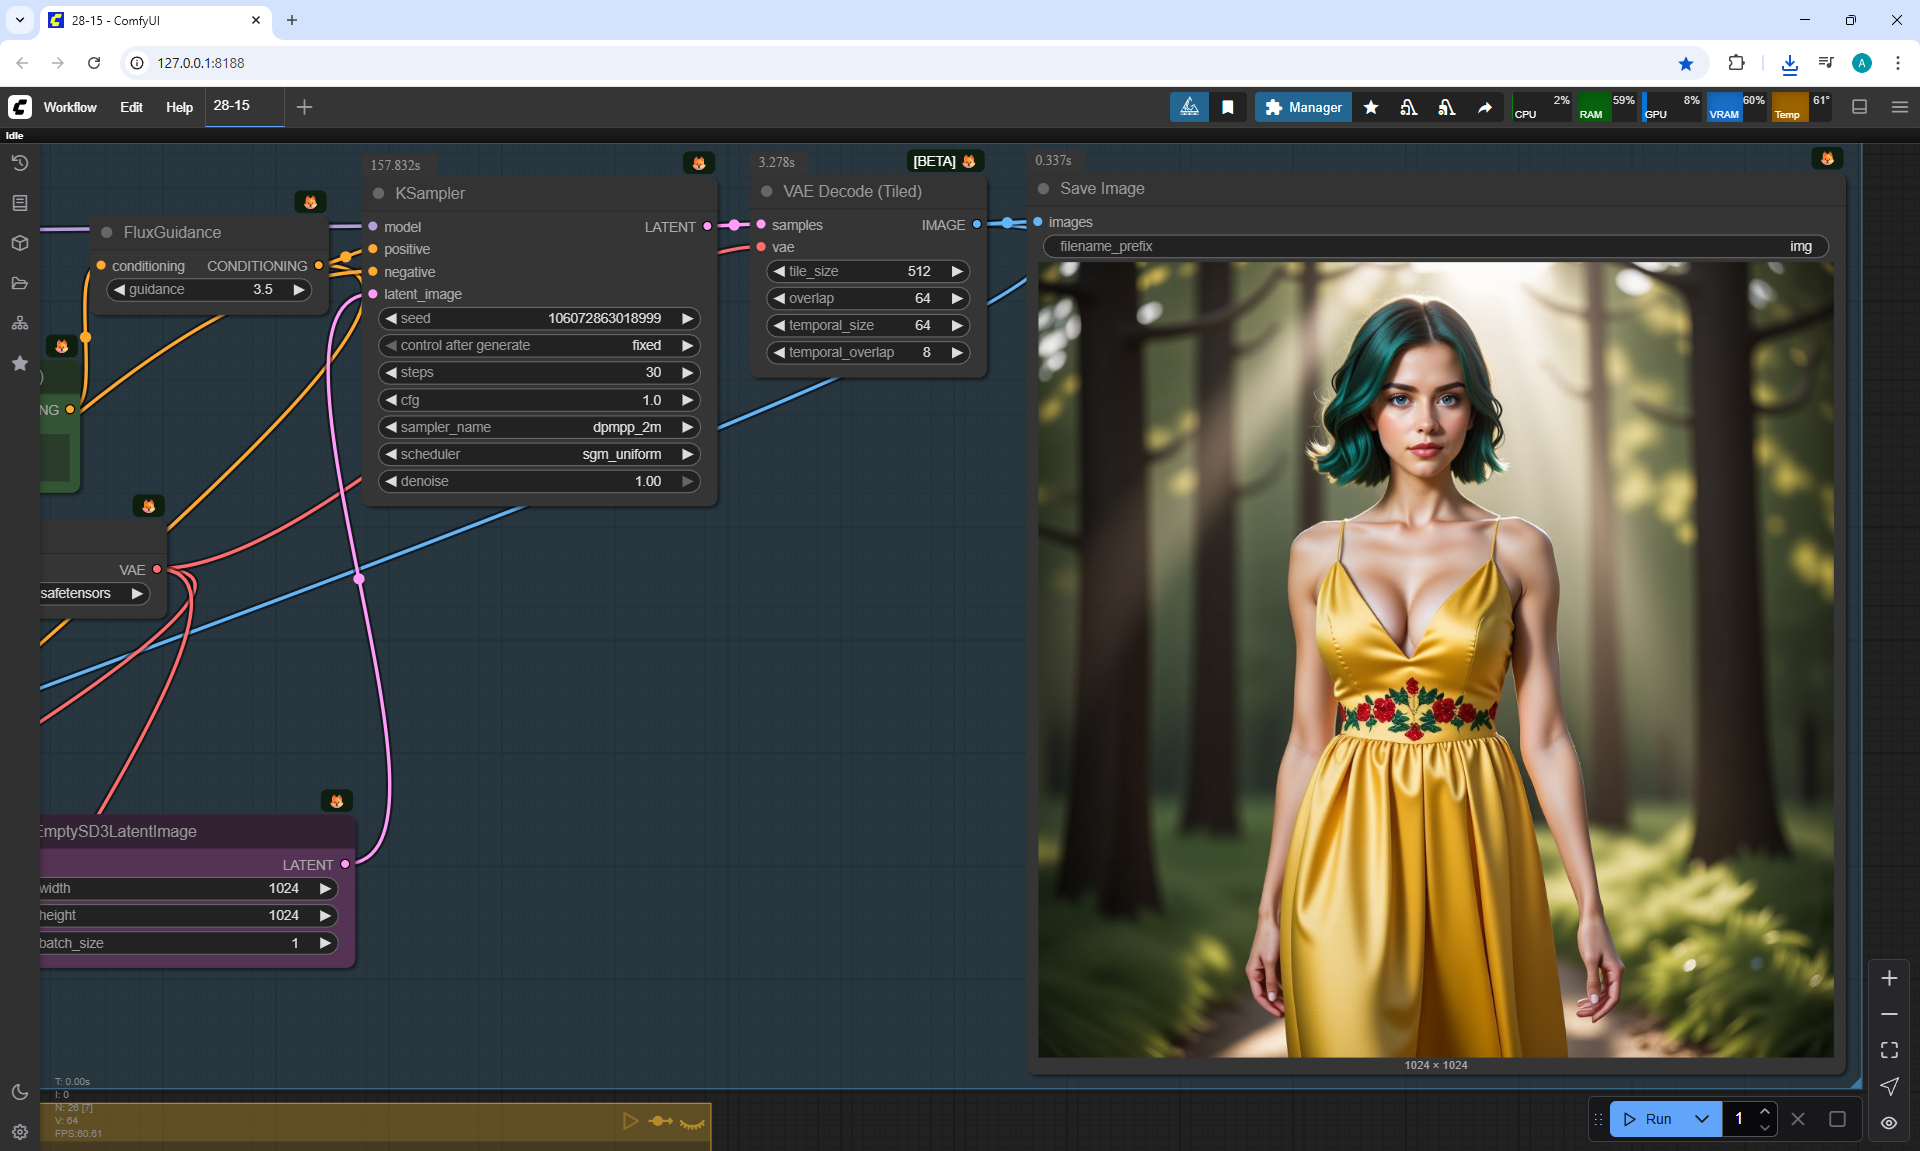 28-15 - ComfyUI
127.0.0.1:8188
Workflow Edit Help 28-15
Manager
CPU 2% RAM 59% GPU 8% VRAM 60% Temp 61°
Idle
157.832s
KSampler
model LATENT
positive
negative
latent_image
seed 106072863018999
control after generate fixed
steps 30
cfg 1.0
sampler_name dpmpp_2m
scheduler sgm_uniform
denoise 1.00
3.278s [BETA]
VAE Decode (Tiled)
samples IMAGE
vae
tile_size 512
overlap 64
temporal_size 64
temporal_overlap 8
0.337s
Save Image
images
filename_prefix img
1024 × 1024
FluxGuidance
conditioning CONDITIONING
guidance 3.5
)
NG
VAE
safetensors
EmptySD3LatentImage
LATENT
width 1024
height 1024
batch_size 1
T: 0.00s
I: 0
N: 26 [7]
V: 64
FPS:60.61
Run 1
A